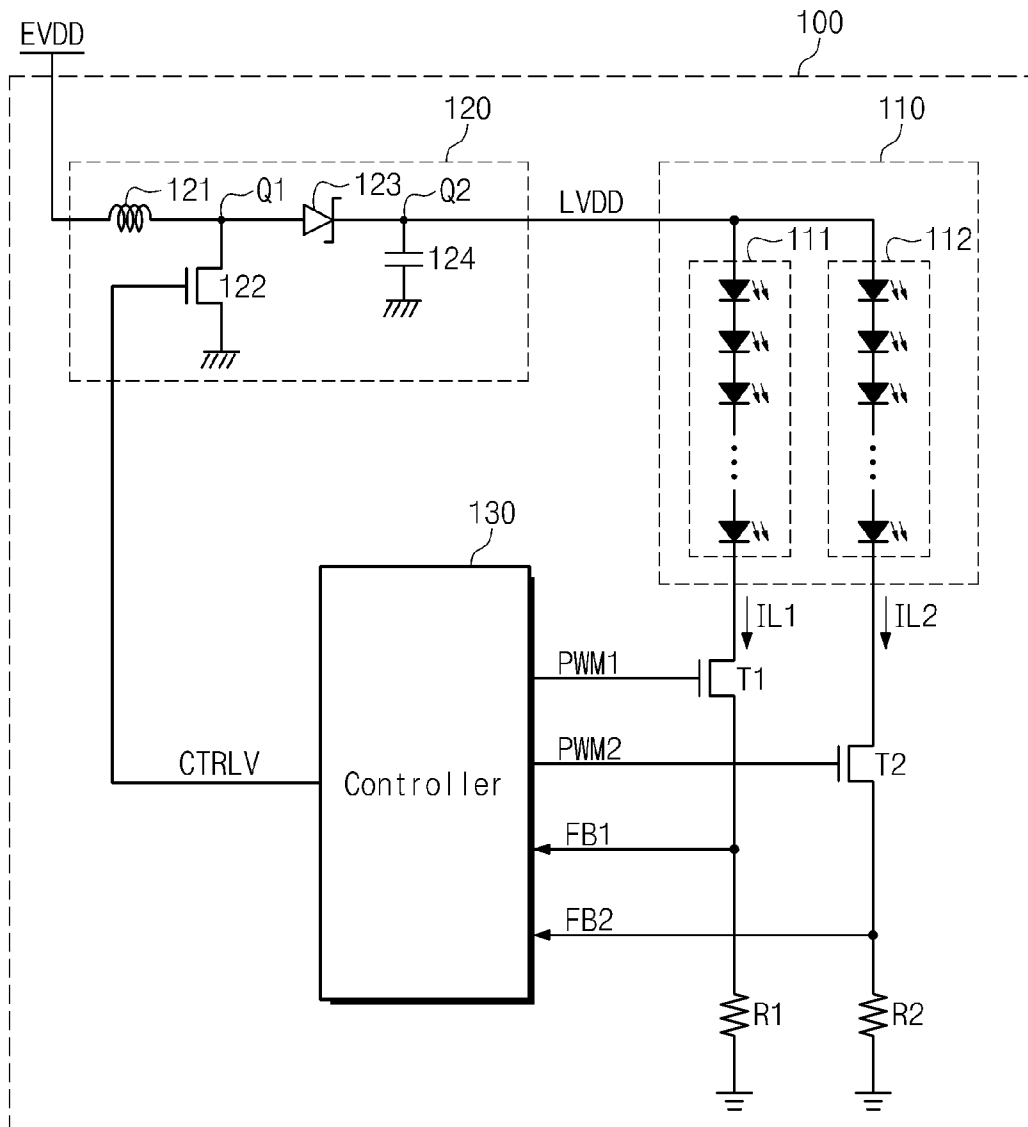 EVDD
100
120
110
121
Q1
123
Q2
LVDD
111
112
122
124
130
IL1
IL2
PWM1
T1
CTRLV
PWM2
T2
Controller
FB1
FB2
R1
R2